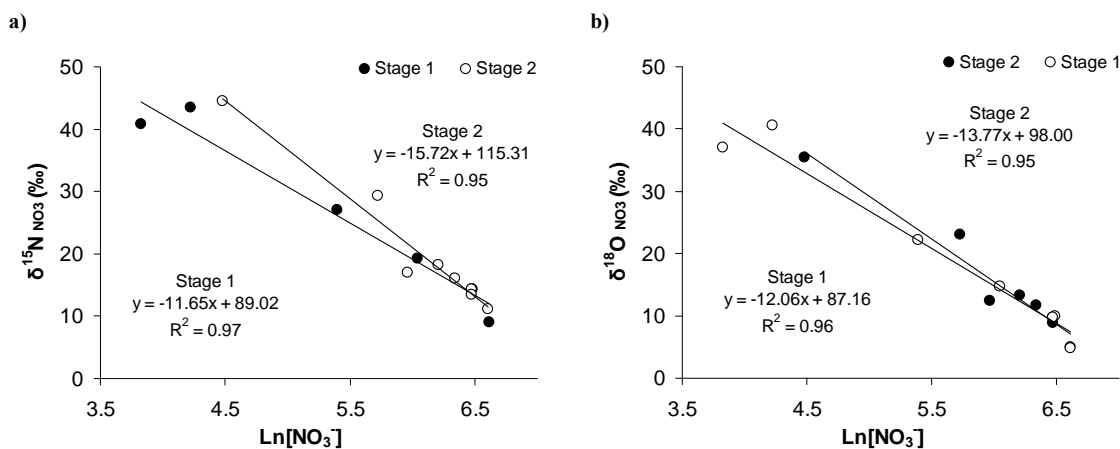 a)
δ¹⁵N NO3 (‰)
50
40
30
20
10
0
● Stage 1 ○ Stage 2
Stage 2
y = -15.72x + 115.31
R² = 0.95
Stage 1
y = -11.65x + 89.02
R² = 0.97
3.5 4.5 5.5 6.5
Ln[NO₃⁻]
b)
δ¹⁸O NO3 (‰)
50
40
30
20
10
0
● Stage 2 ○ Stage 1
Stage 2
y = -13.77x + 98.00
R² = 0.95
Stage 1
y = -12.06x + 87.16
R² = 0.96
3.5 4.5 5.5 6.5
Ln[NO₃⁻]